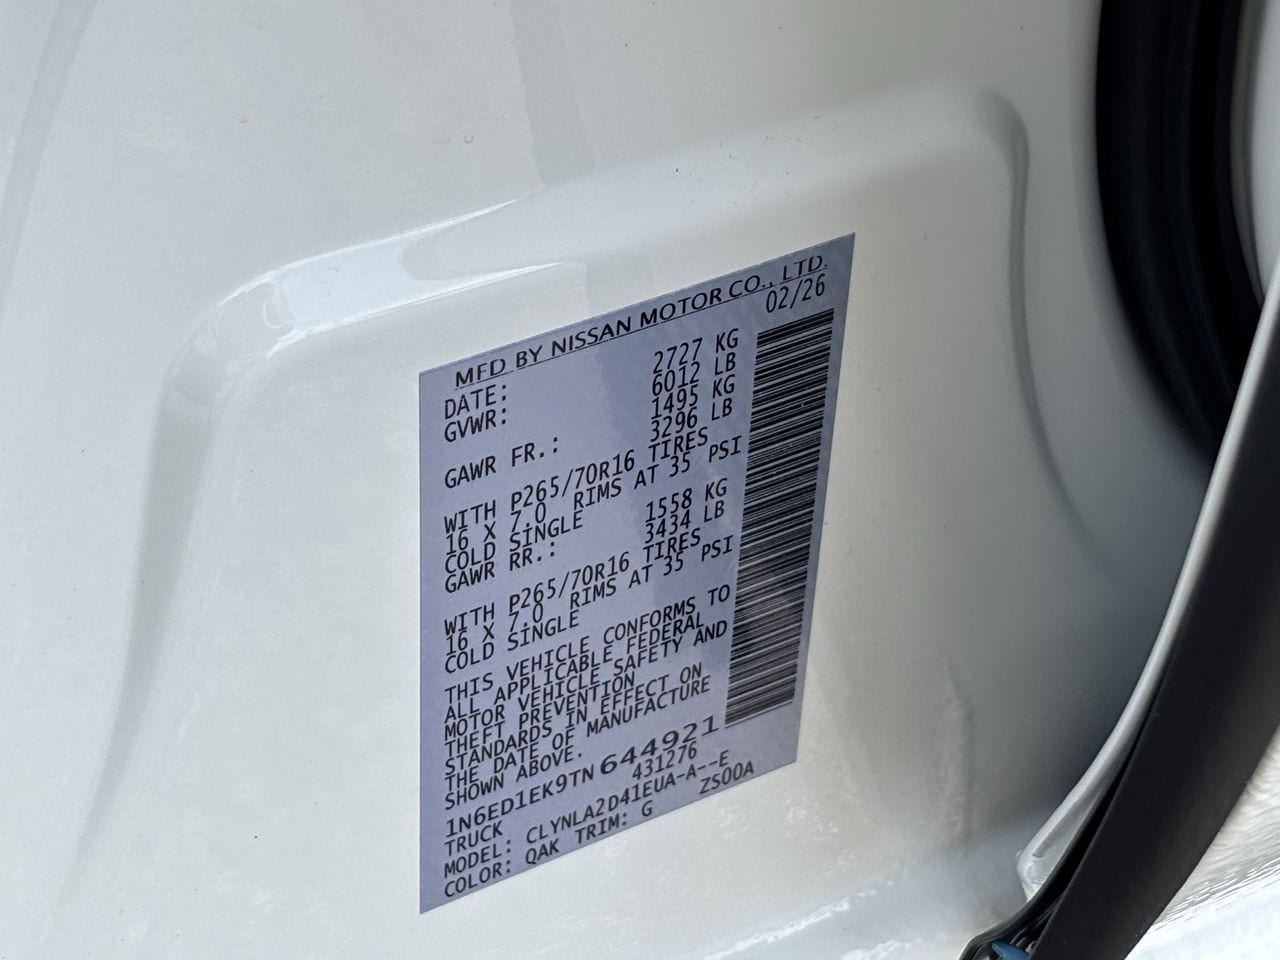 MFD BY NISSAN MOTOR CO., LTD.
DATE: 02/26
GVWR: 2727 KG
6012 LB
GAWR FR.: 1495 KG
3296 LB
WITH P265/70R16 TIRES
16 X 7.0 RIMS AT 35 PSI
COLD SINGLE
GAWR RR.: 1558 KG
3434 LB
WITH P265/70R16 TIRES
16 X 7.0 RIMS AT 35 PSI
COLD SINGLE
THIS VEHICLE CONFORMS TO
ALL APPLICABLE FEDERAL
MOTOR VEHICLE SAFETY AND
THEFT PREVENTION
STANDARDS IN EFFECT ON
THE DATE OF MANUFACTURE
SHOWN ABOVE.
1N6ED1EK9TN644921
TRUCK 431276
MODEL: CLYNLA2D41EUA-A--E
COLOR: QAK TRIM: G ZS00A